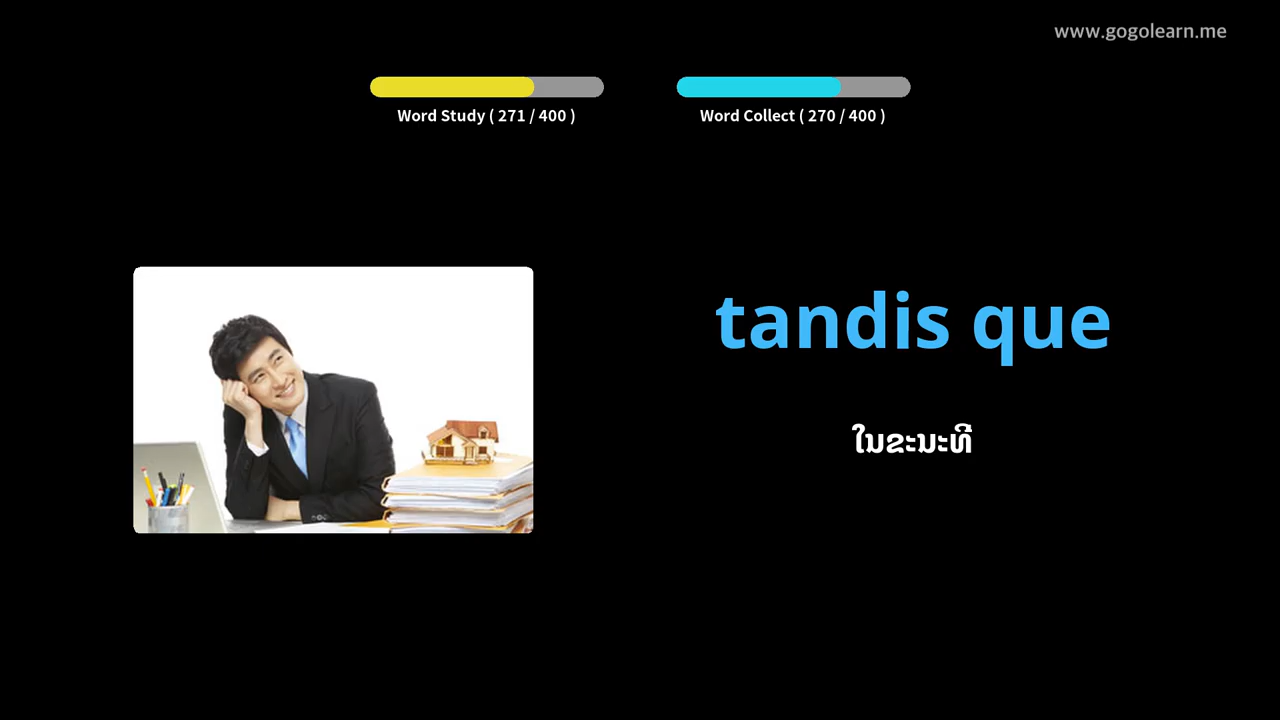 www.gogolearn.me
Word Study ( 271 / 400 )
Word Collect ( 270 / 400 )
tandis que
ໃນຂະນະທີ